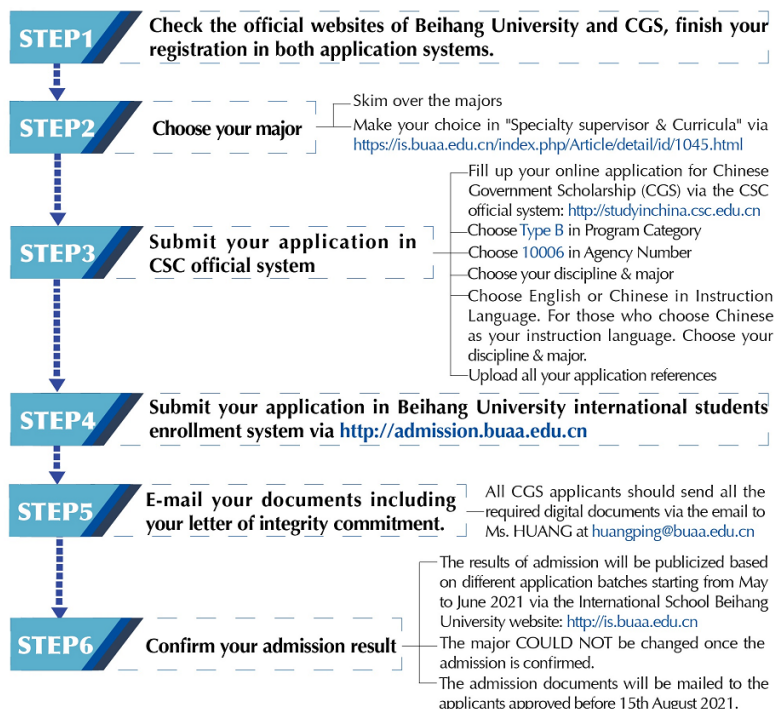 STEP1
Check the official websites of Beihang University and CGS, finish your
registration in both application systems.
STEP2
Choose your major
Skim over the majors
Make your choice in "Specialty supervisor & Curricula" via
https://is.buaa.edu.cn/index.php/Article/detail/id/1045.html
STEP3
Submit your application in
CSC official system
Fill up your online application for Chinese
Government Scholarship (CGS) via the CSC
official system: http://studyinchina.csc.edu.cn
Choose Type B in Program Category
Choose 10006 in Agency Number
Choose your discipline & major
Choose English or Chinese in Instruction
Language. For those who choose Chinese
as your instruction language. Choose your
discipline & major.
Upload all your application references
STEP4
Submit your application in Beihang University international students
enrollment system via http://admission.buaa.edu.cn
STEP5
E-mail your documents including
your letter of integrity commitment.
All CGS applicants should send all the
required digital documents via the email to
Ms. HUANG at huangping@buaa.edu.cn
STEP6
Confirm your admission result
The results of admission will be publicized based
on different application batches starting from May
to June 2021 via the International School Beihang
University website: http://is.buaa.edu.cn
The major COULD NOT be changed once the
admission is confirmed.
The admission documents will be mailed to the
applicants approved before 15th August 2021.